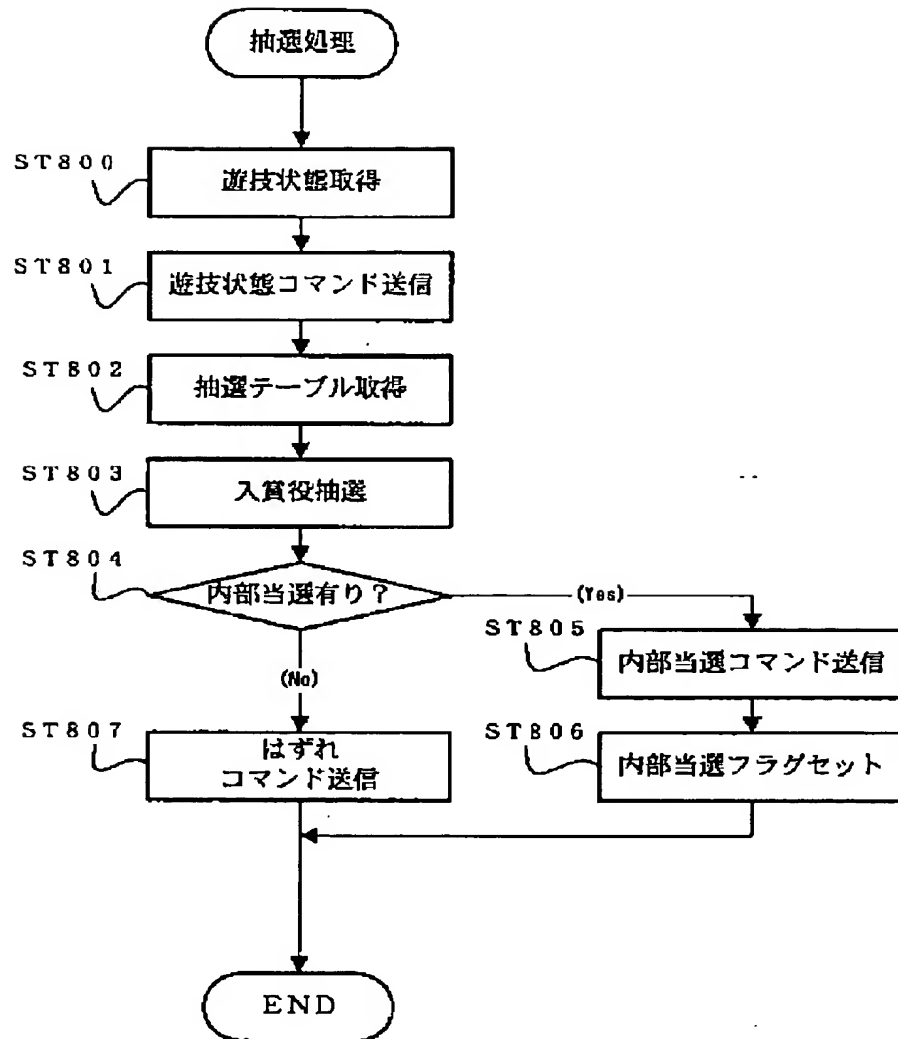 抽選処理
ST800
遊技状態取得
ST801
遊技状態コマンド送信
ST802
抽選テーブル取得
ST803
入賞役抽選
ST804
内部当選有り?
(Yes)
ST805
内部当選コマンド送信
(No)
ST807
はずれ
コマンド送信
ST806
内部当選フラグセット
END